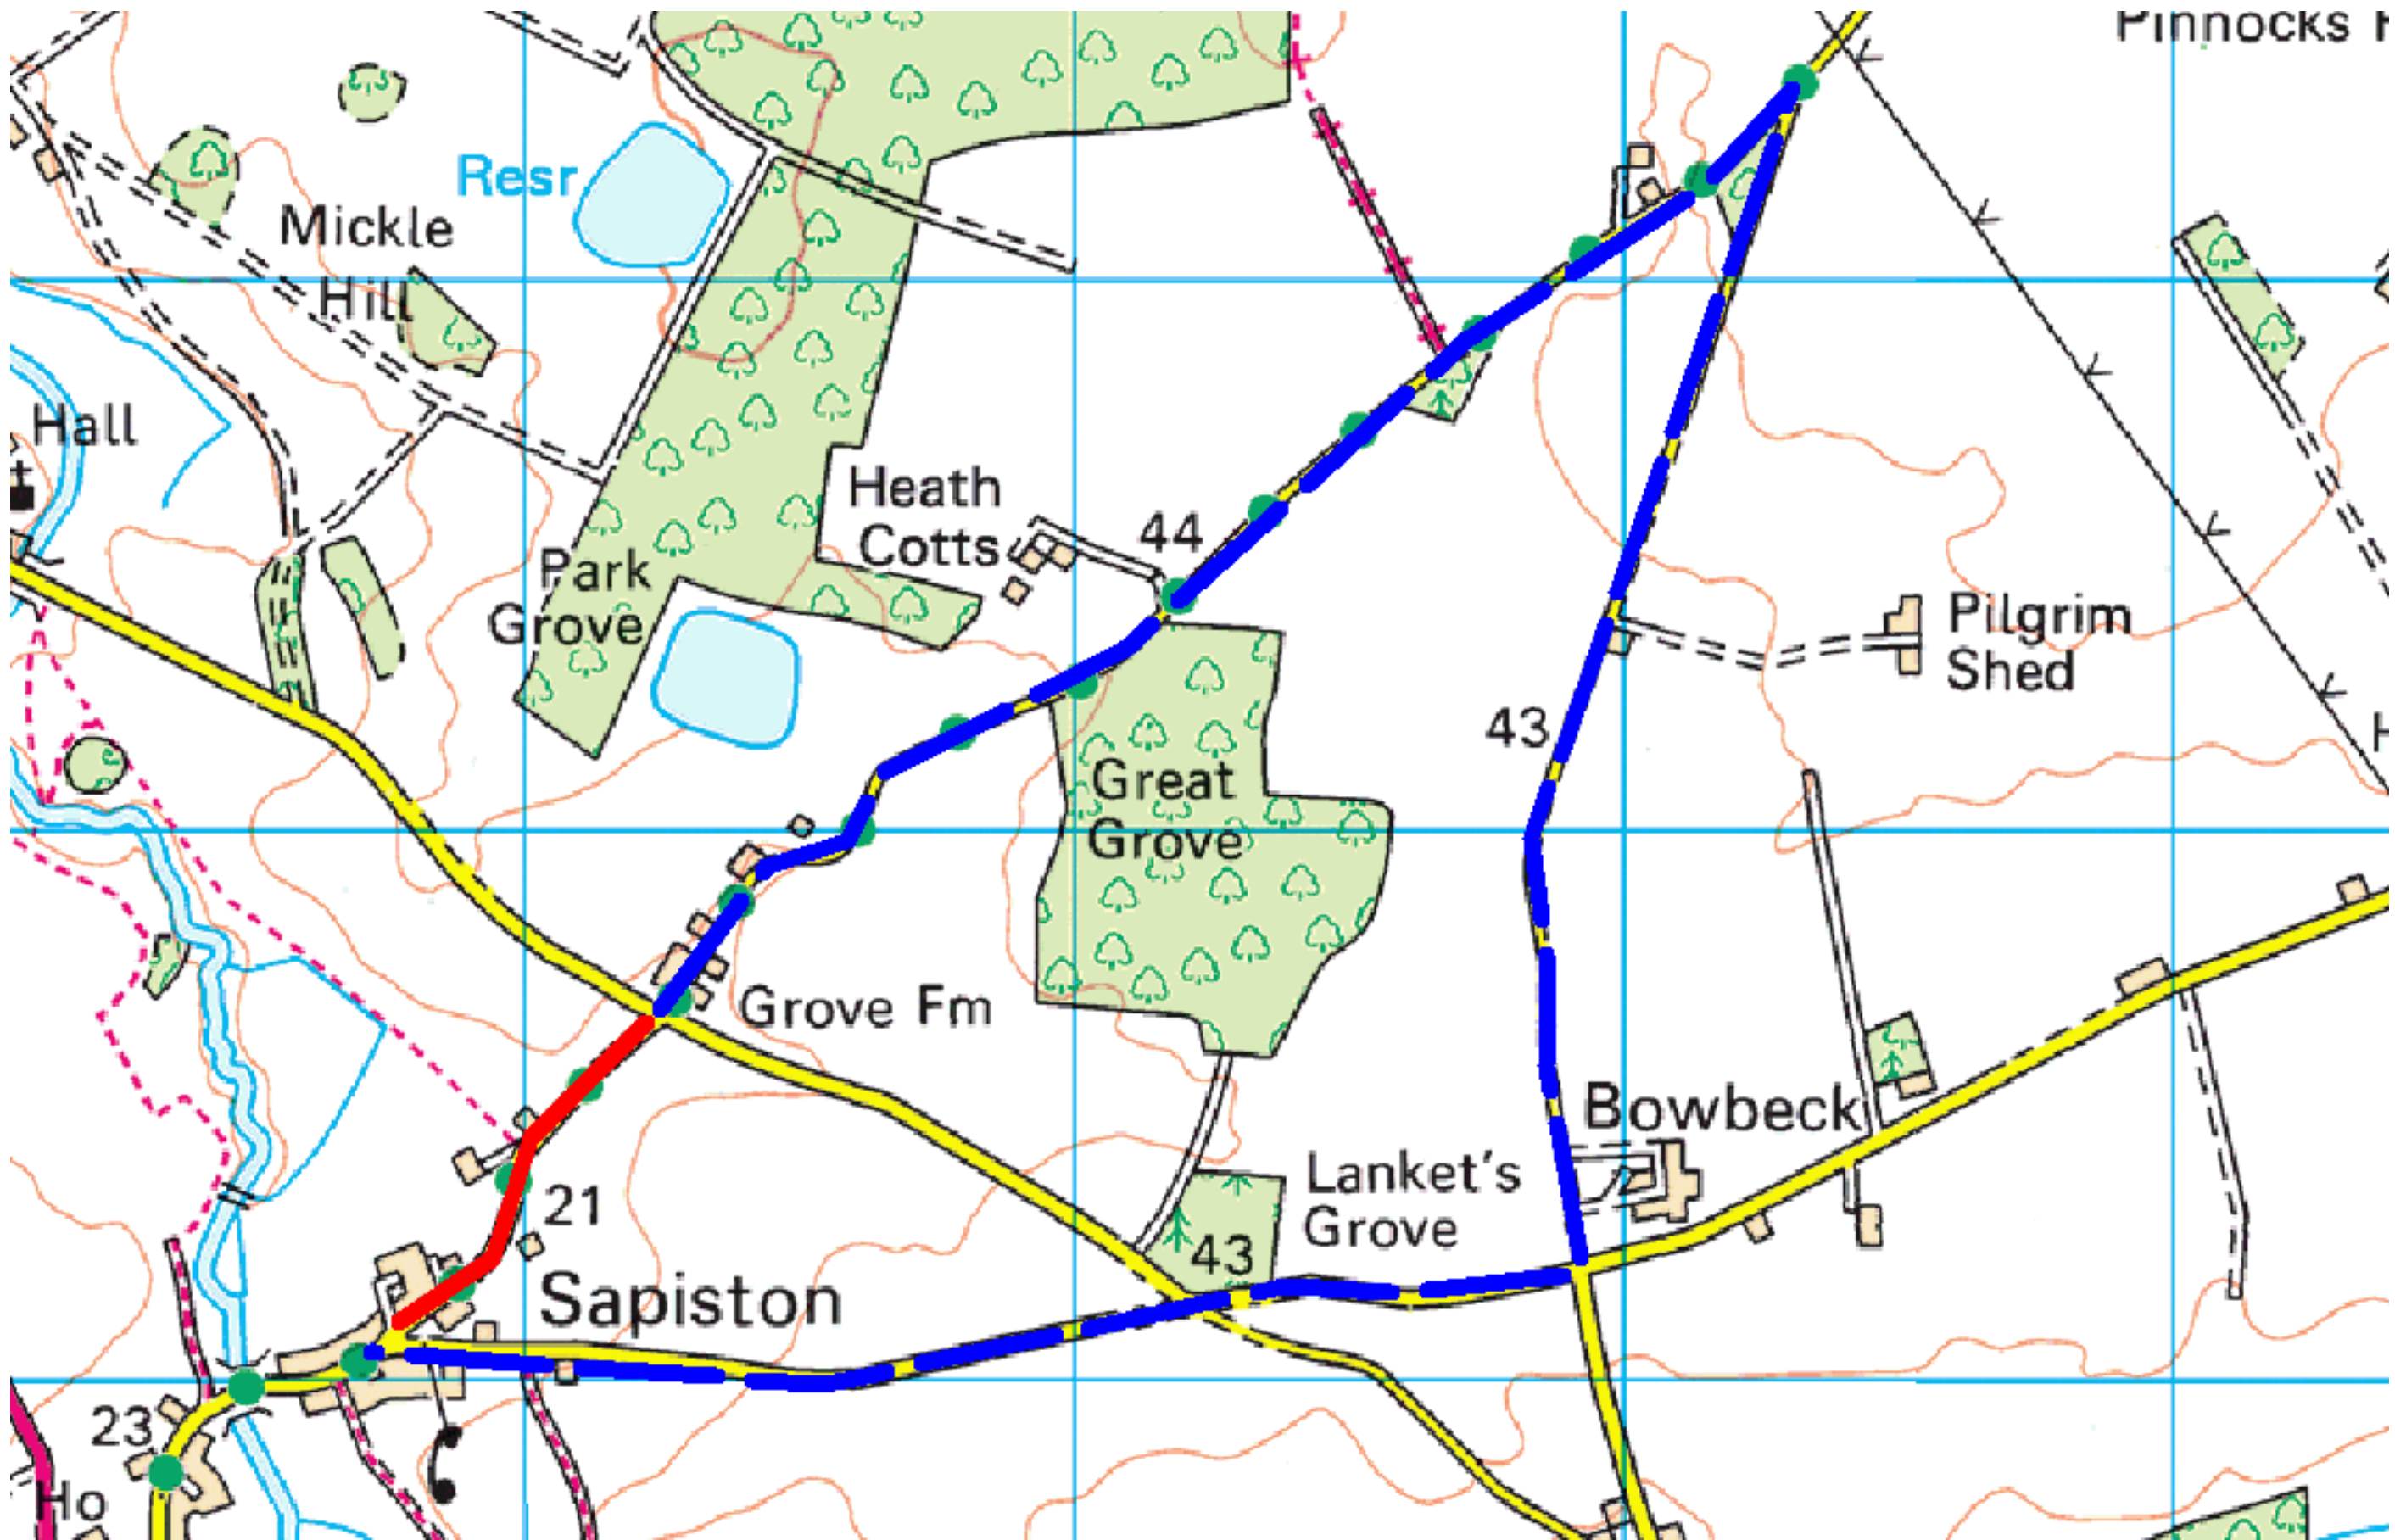 Pinnocks
Resr
Mickle
Hill
Hall
Heath
Cotts
44
Park
Grove
Pilgrim
Shed
43
Great
Grove
Grove Fm
Bowbeck
Lanket's
Grove
21
43
Sapiston
23
Ho